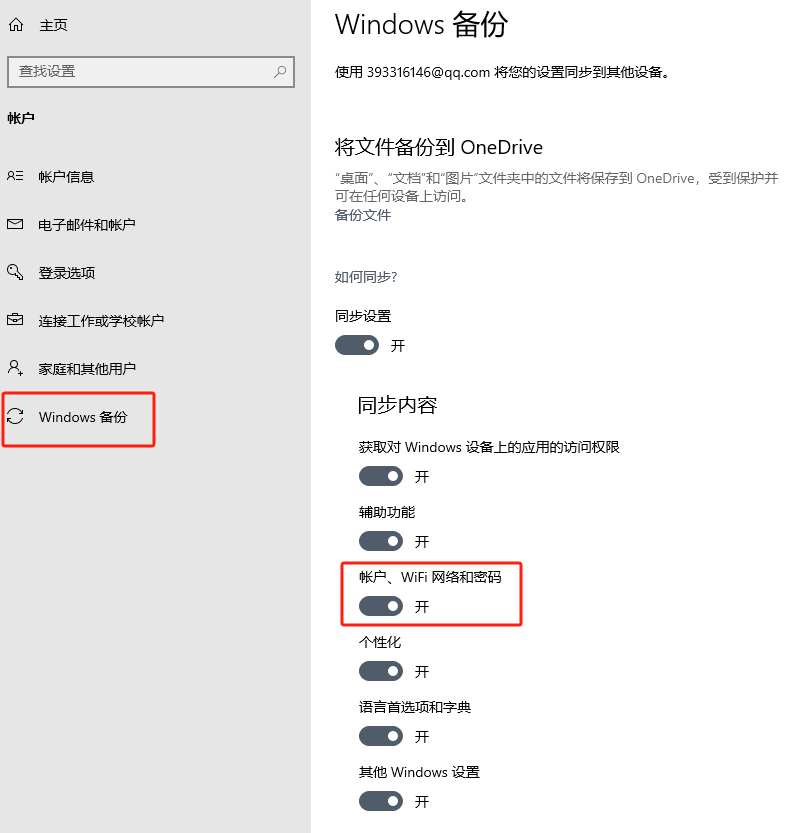 主页
查找设置
帐户
帐户信息
电子邮件和帐户
登录选项
连接工作或学校帐户
家庭和其他用户
Windows 备份
Windows 备份
使用 393316146@qq.com 将您的设置同步到其他设备。
将文件备份到 OneDrive
“桌面”、“文档”和“图片”文件夹中的文件将保存到 OneDrive，受到保护并
可在任何设备上访问。
备份文件
如何同步?
同步设置
开
同步内容
获取对 Windows 设备上的应用的访问权限
开
辅助功能
开
帐户、WiFi 网络和密码
开
个性化
开
语言首选项和字典
开
其他 Windows 设置
开